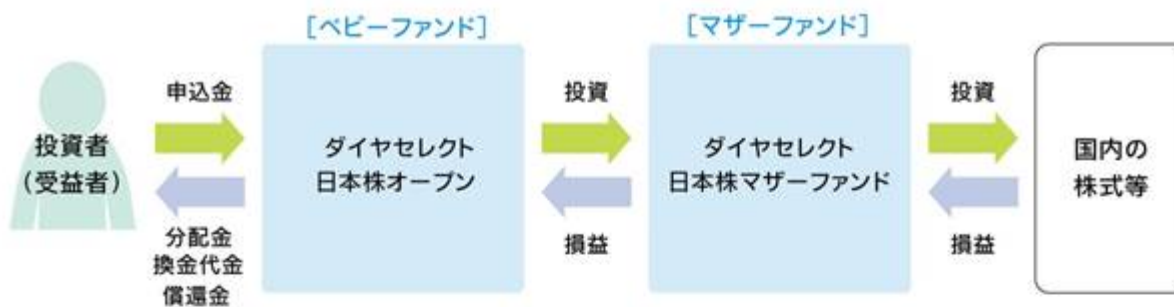 [ベビーファンド]
[マザーファンド]
申込金
投資者
(受益者)
分配金
換金代金
償還金
ダイヤセレクト
日本株オープン
投資
損益
ダイヤセレクト
日本株マザーファンド
投資
損益
国内の
株式等